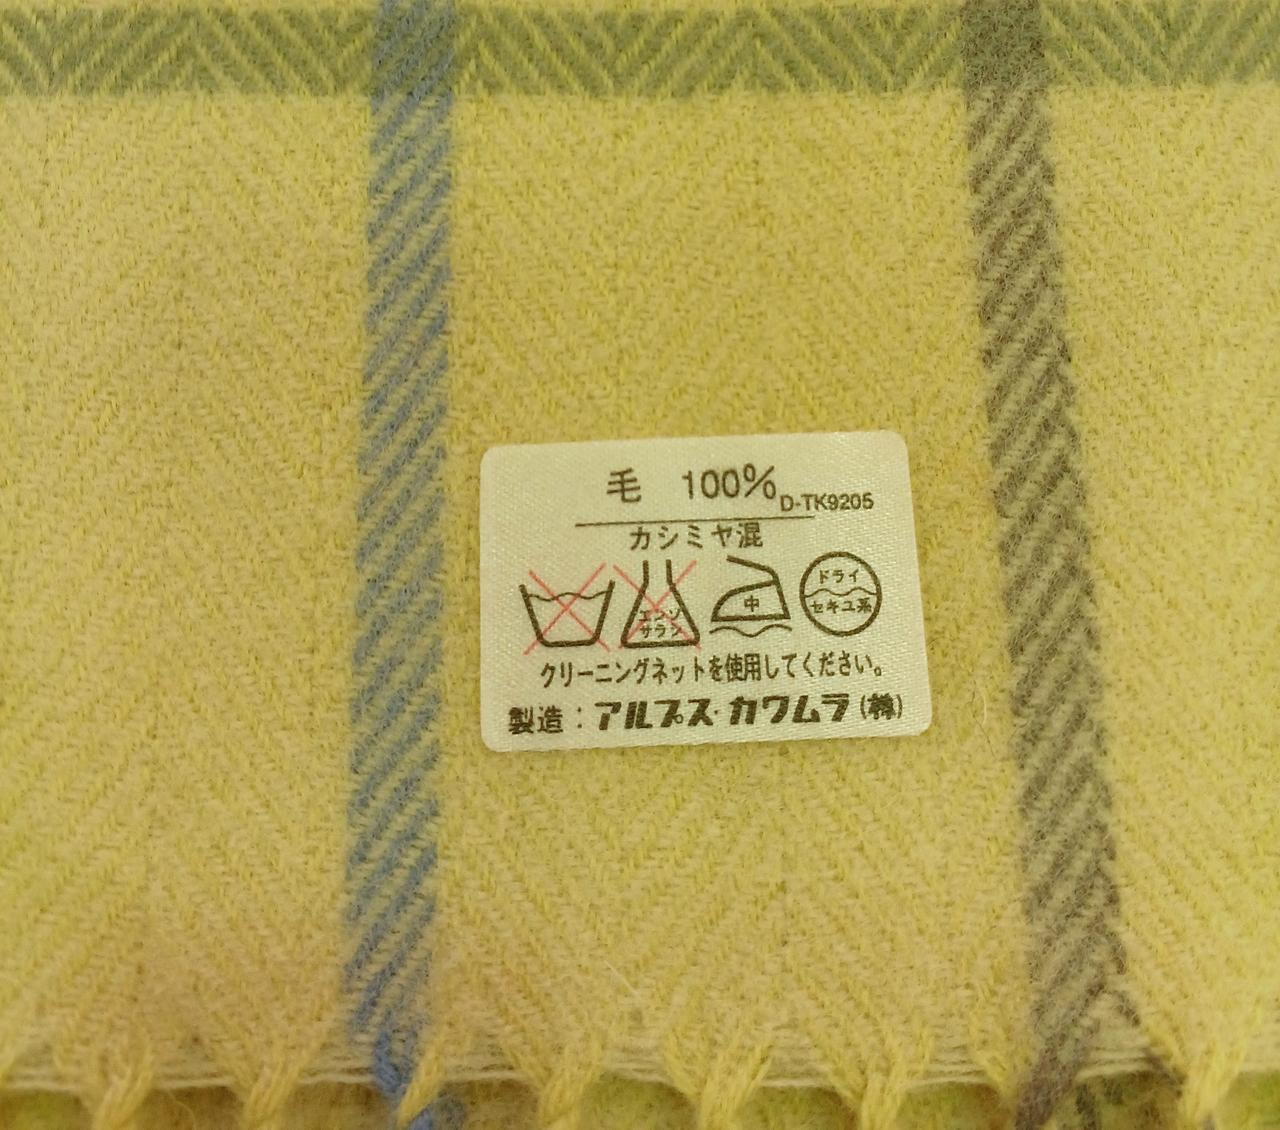 毛 100%
D-TK9205
カシミヤ混
エンソ
サラシ
中
ドライ
セキユ系
クリーニングネットを使用してください。
製造：アルプス・カワムラ(株)